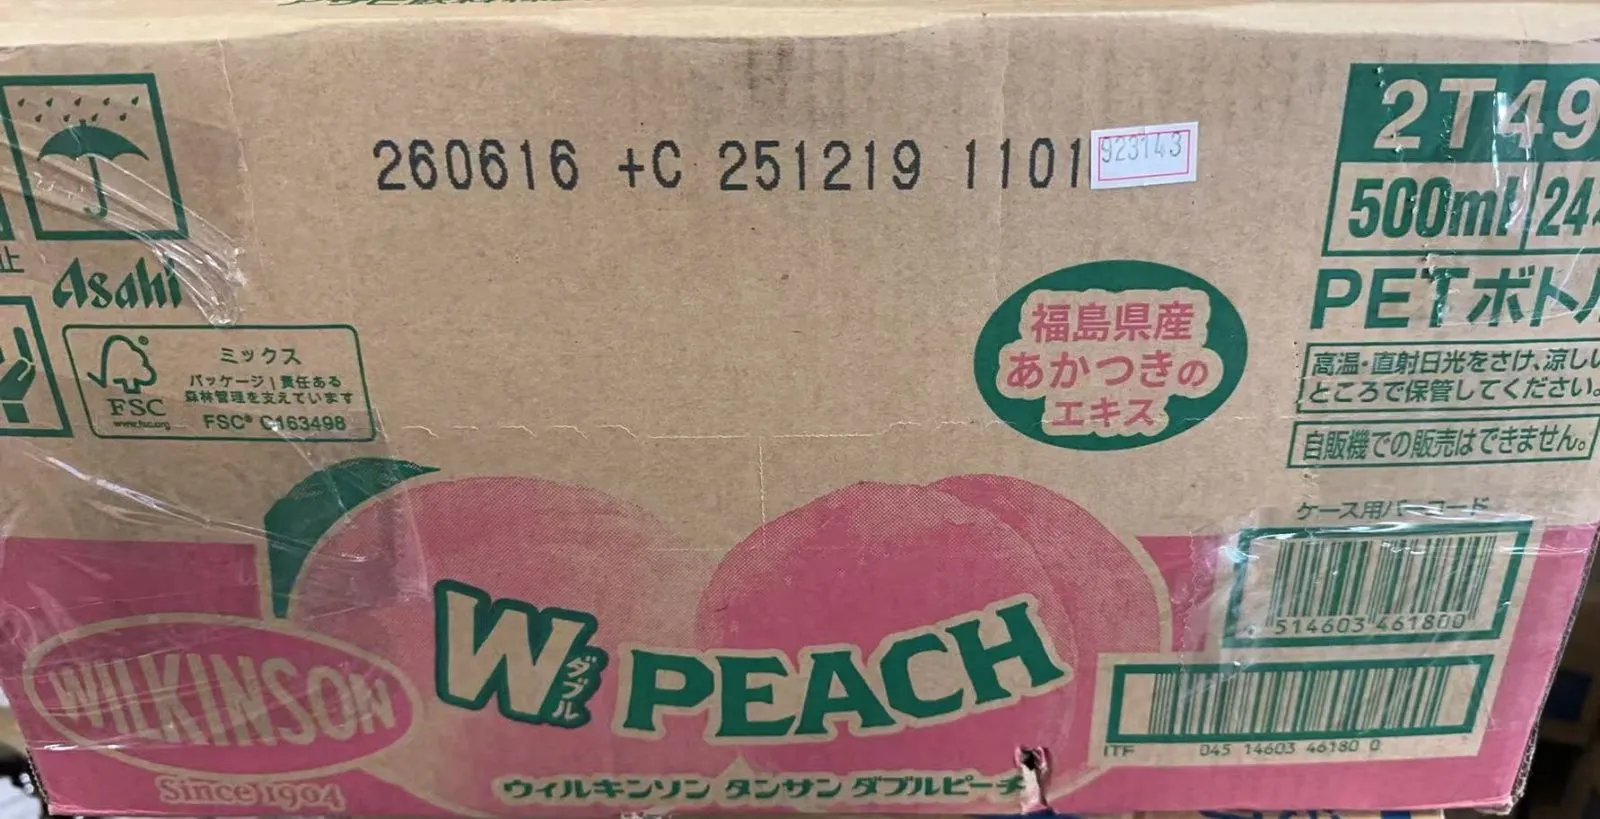 260616 +C 251219 1101
923143
2T49
500ml 24
PETボトル
Asahi
ミックス
パッケージ | 責任ある
森林管理を支えています
FSC
www.fsc.org
FSC® C163498
福島県産
あかつきの
エキス
高温・直射日光をさけ、涼しい
ところで保管してください。
自販機での販売はできません。
ケース用バーコード
514603 461800
ITF 045 14603 46180 0
W ダブル PEACH
WILKINSON
Since 1904
ウィルキンソン タンサン ダブルピーチ